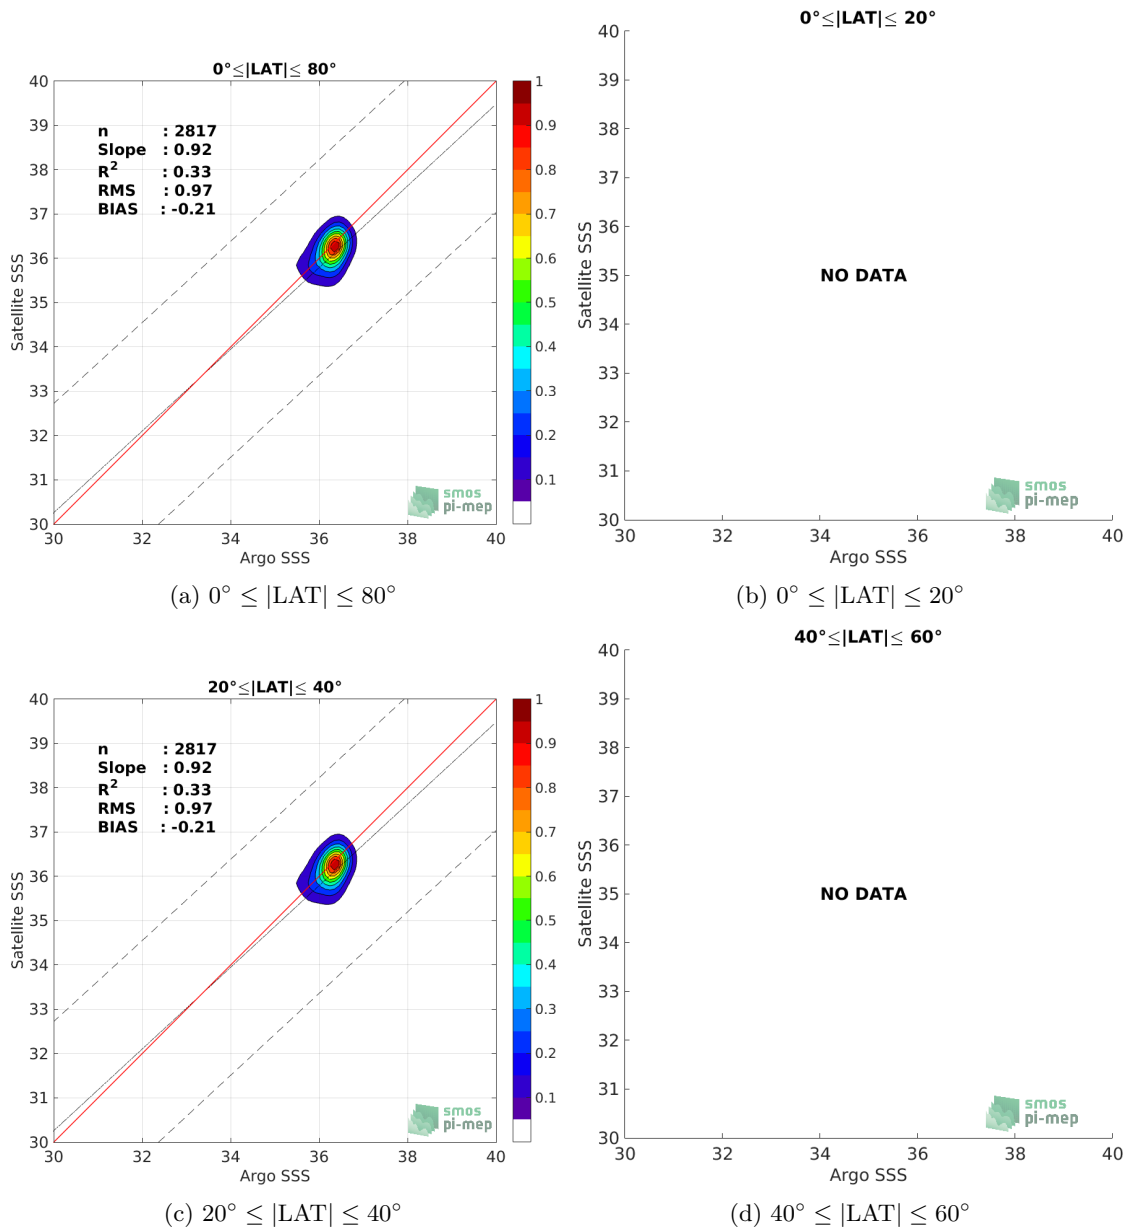 0°≤|LAT|≤ 80°
40
39
38
37
36
35
34
33
32
31
30
n : 2817
Slope : 0.92
R² : 0.33
RMS : 0.97
BIAS : -0.21
Satellite SSS
30 32 34 36 38 40
Argo SSS
smos
pi-mep
1
0.9
0.8
0.7
0.6
0.5
0.4
0.3
0.2
0.1
(a) 0° ≤ |LAT| ≤ 80°
0°≤|LAT|≤ 20°
40
39
38
37
36
35
34
33
32
31
30
Satellite SSS
NO DATA
smos
pi-mep
30 32 34 36 38 40
Argo SSS
(b) 0° ≤ |LAT| ≤ 20°
20°≤|LAT|≤ 40°
40
39
38
37
36
35
34
33
32
31
30
n : 2817
Slope : 0.92
R² : 0.33
RMS : 0.97
BIAS : -0.21
Satellite SSS
30 32 34 36 38 40
Argo SSS
smos
pi-mep
1
0.9
0.8
0.7
0.6
0.5
0.4
0.3
0.2
0.1
(c) 20° ≤ |LAT| ≤ 40°
40°≤|LAT|≤ 60°
40
39
38
37
36
35
34
33
32
31
30
Satellite SSS
NO DATA
smos
pi-mep
30 32 34 36 38 40
Argo SSS
(d) 40° ≤ |LAT| ≤ 60°